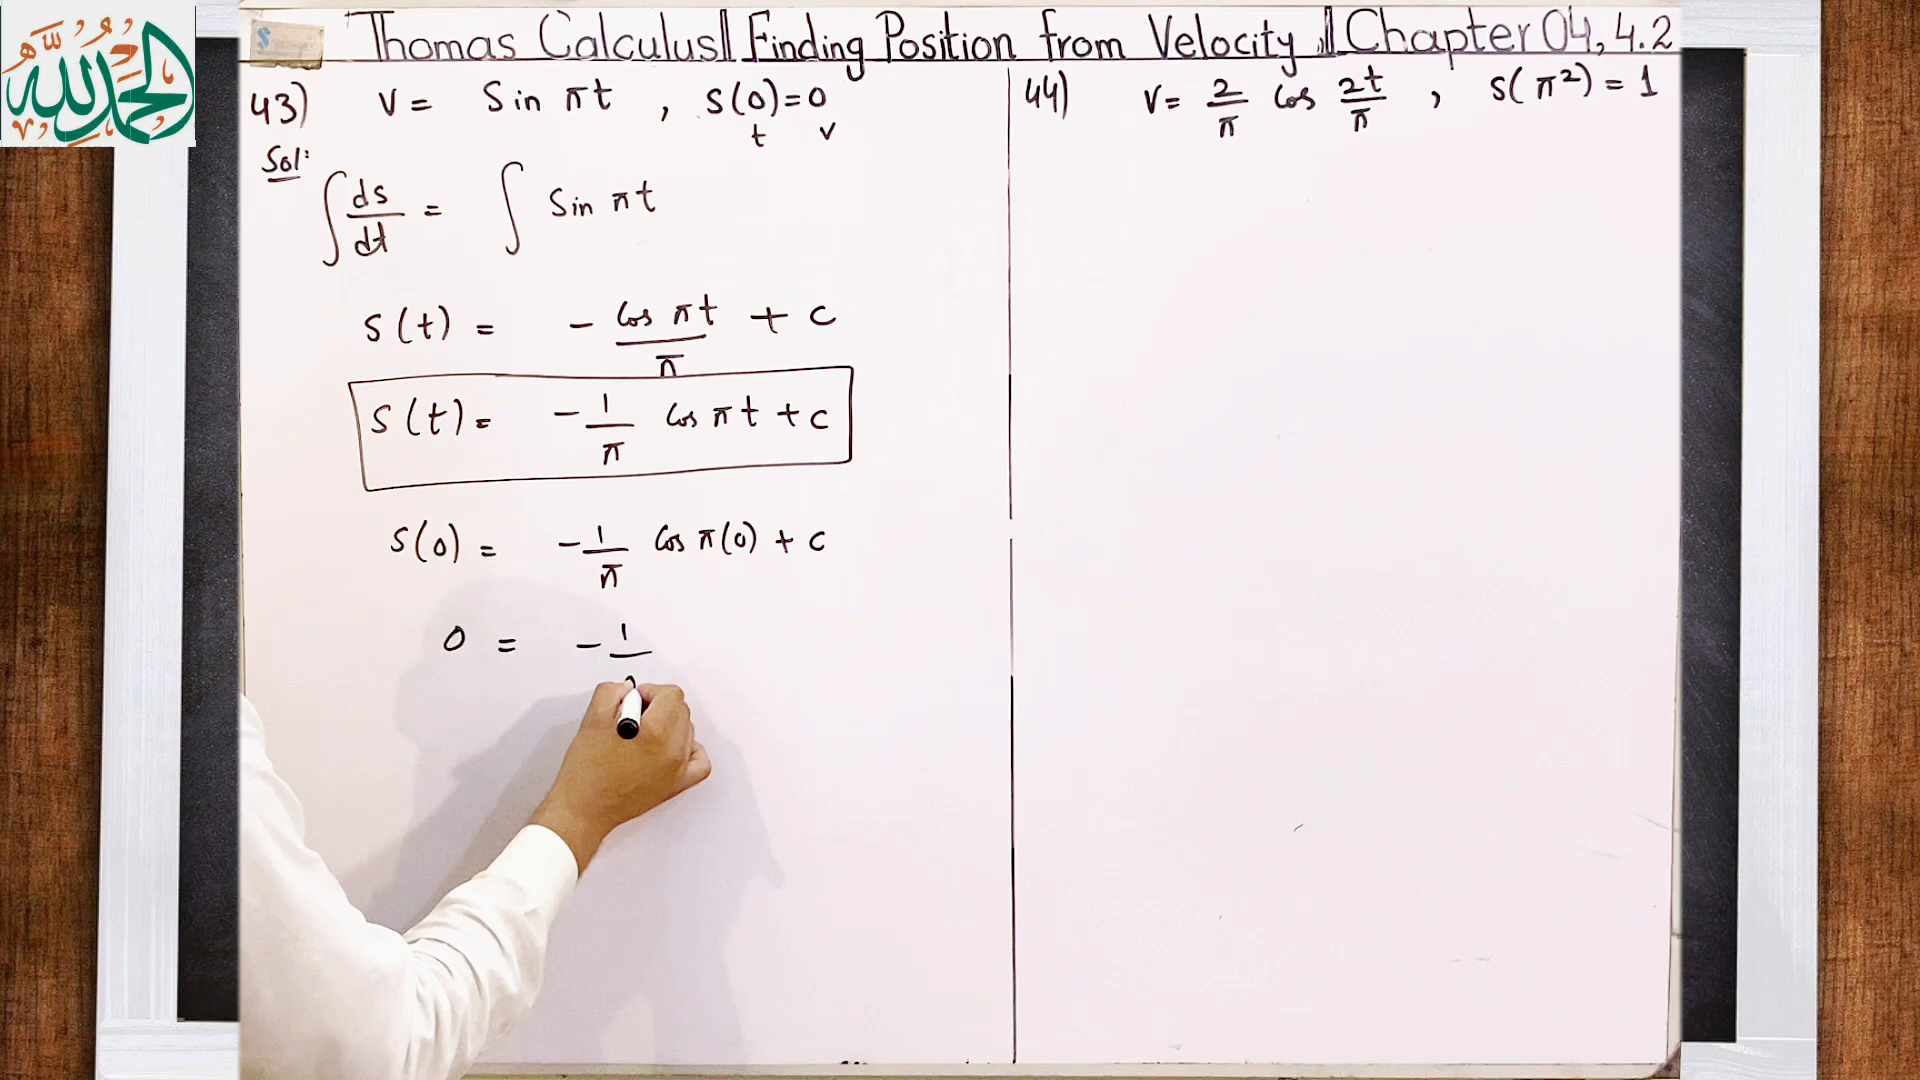 الحمد لله
Thomas Calculus || Finding Position from Velocity || Chapter 04, 4.2
43) v = Sin πt , s(0)=0
t v
Sol:
∫ ds/dt = ∫ Sin πt
s(t) = - Cos πt/π + c
s(t) = - 1/π Cos πt + c
s(0) = - 1/π Cos π(0) + c
0 = - 1
44) v = 2/π Cos 2t/π , s(π²) = 1